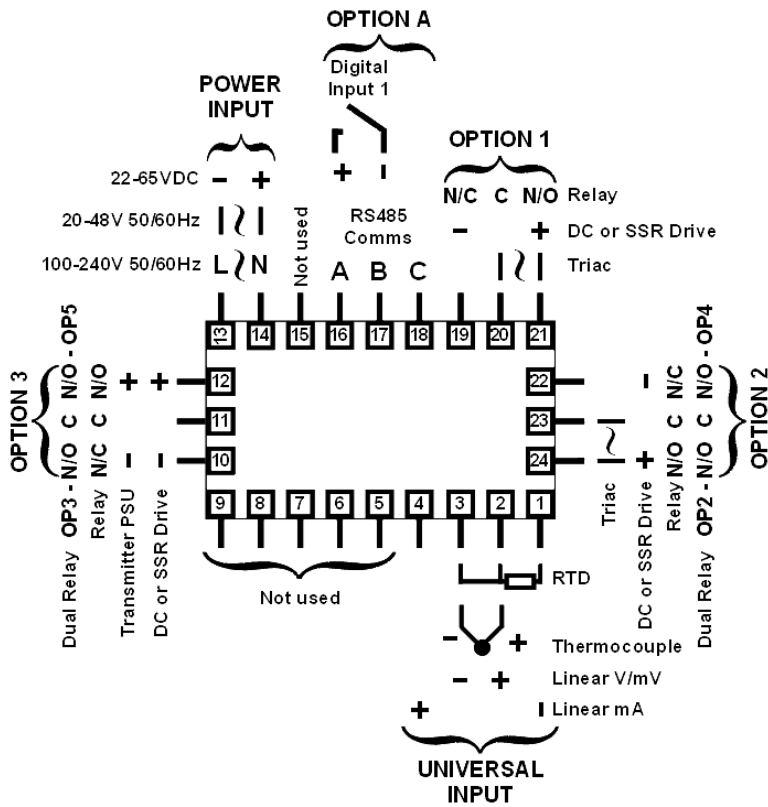 OPTION A
Digital
Input 1
+ –
POWER
INPUT
22-65VDC – +
20-48V 50/60Hz
100-240V 50/60Hz L N
Not used
RS485
Comms
A B C
OPTION 1
N/C C N/O Relay
– + DC or SSR Drive
Triac
13 14 15 16 17 18 19 20 21
12
11
10
22
23
24
9 8 7 6 5 4 3 2 1
OPTION 3
Dual Relay OP3 - N/O C N/O - OP5
Relay N/C C N/O
Transmitter PSU – +
DC or SSR Drive – +
Triac
DC or SSR Drive + –
Relay N/O C N/C
Dual Relay OP2 - N/O C N/O - OP4
OPTION 2
Not used
RTD
– + Thermocouple
– + Linear V/mV
+ – Linear mA
UNIVERSAL
INPUT